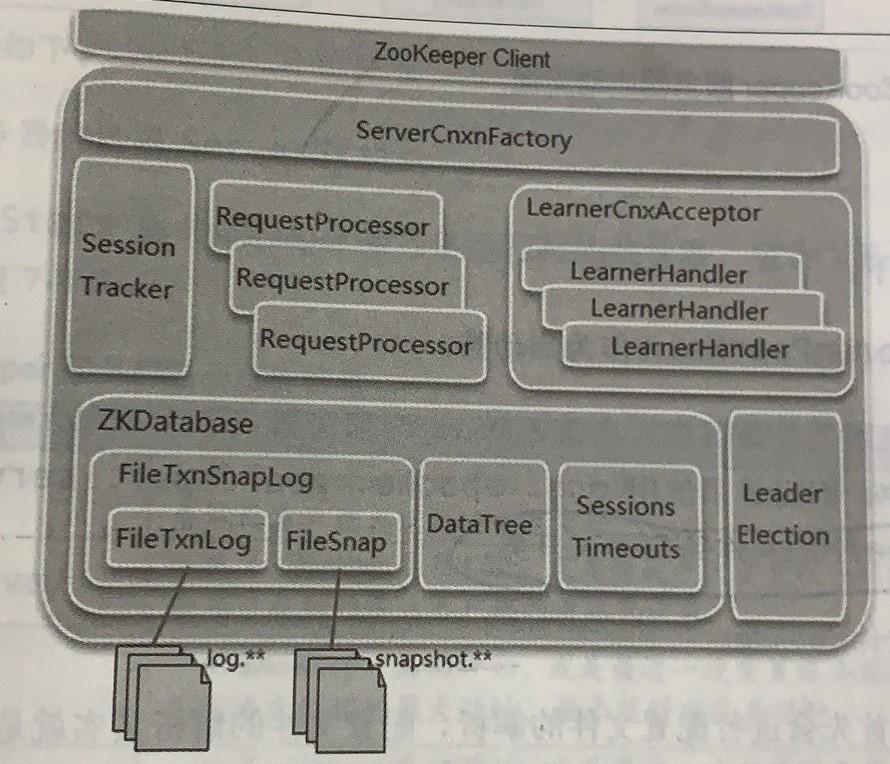 ZooKeeper Client
ServerCnxnFactory
Session
Tracker
RequestProcessor
RequestProcessor
RequestProcessor
LearnerCnxAcceptor
LearnerHandler
LearnerHandler
LearnerHandler
ZKDatabase
FileTxnSnapLog
FileTxnLog
FileSnap
DataTree
Sessions
Timeouts
Leader
Election
log.**
snapshot.**